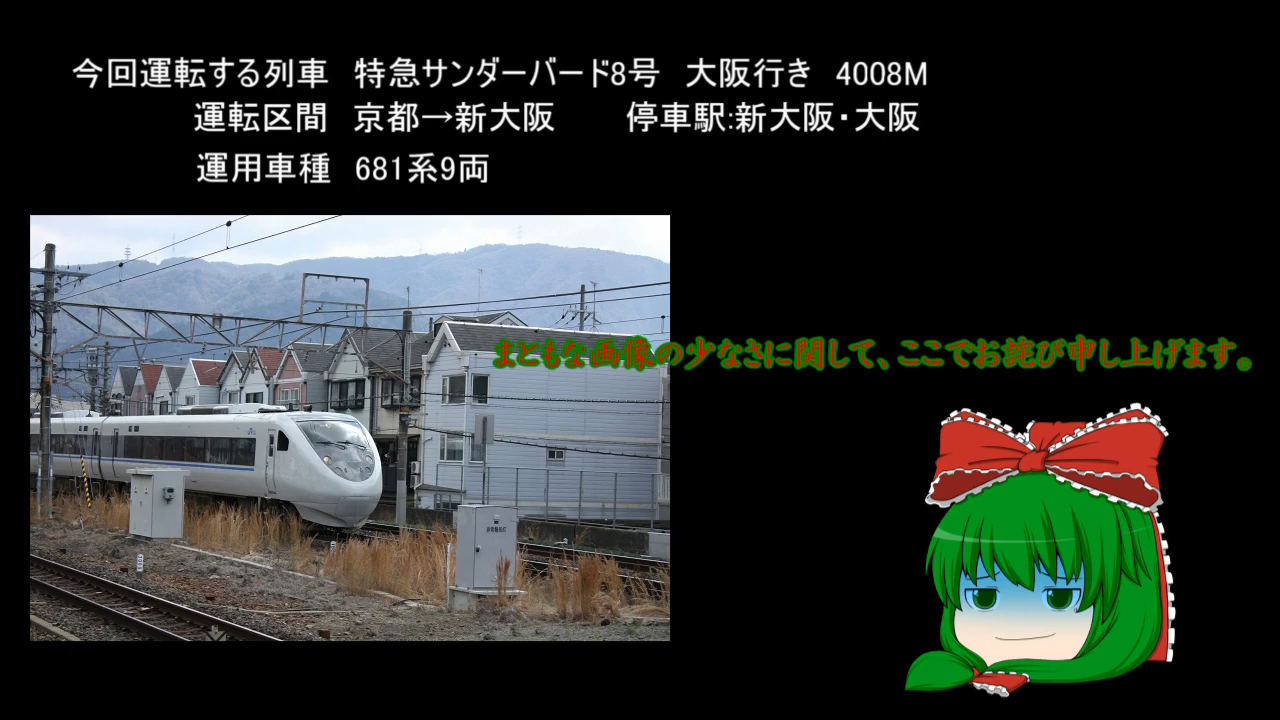 今回運転する列車 特急サンダーバード8号 大阪行き 4008M
運転区間 京都→新大阪 停車駅:新大阪・大阪
運用車種 681系9両
まともな画像の少なさに関して、ここでお詫び申し上げます。